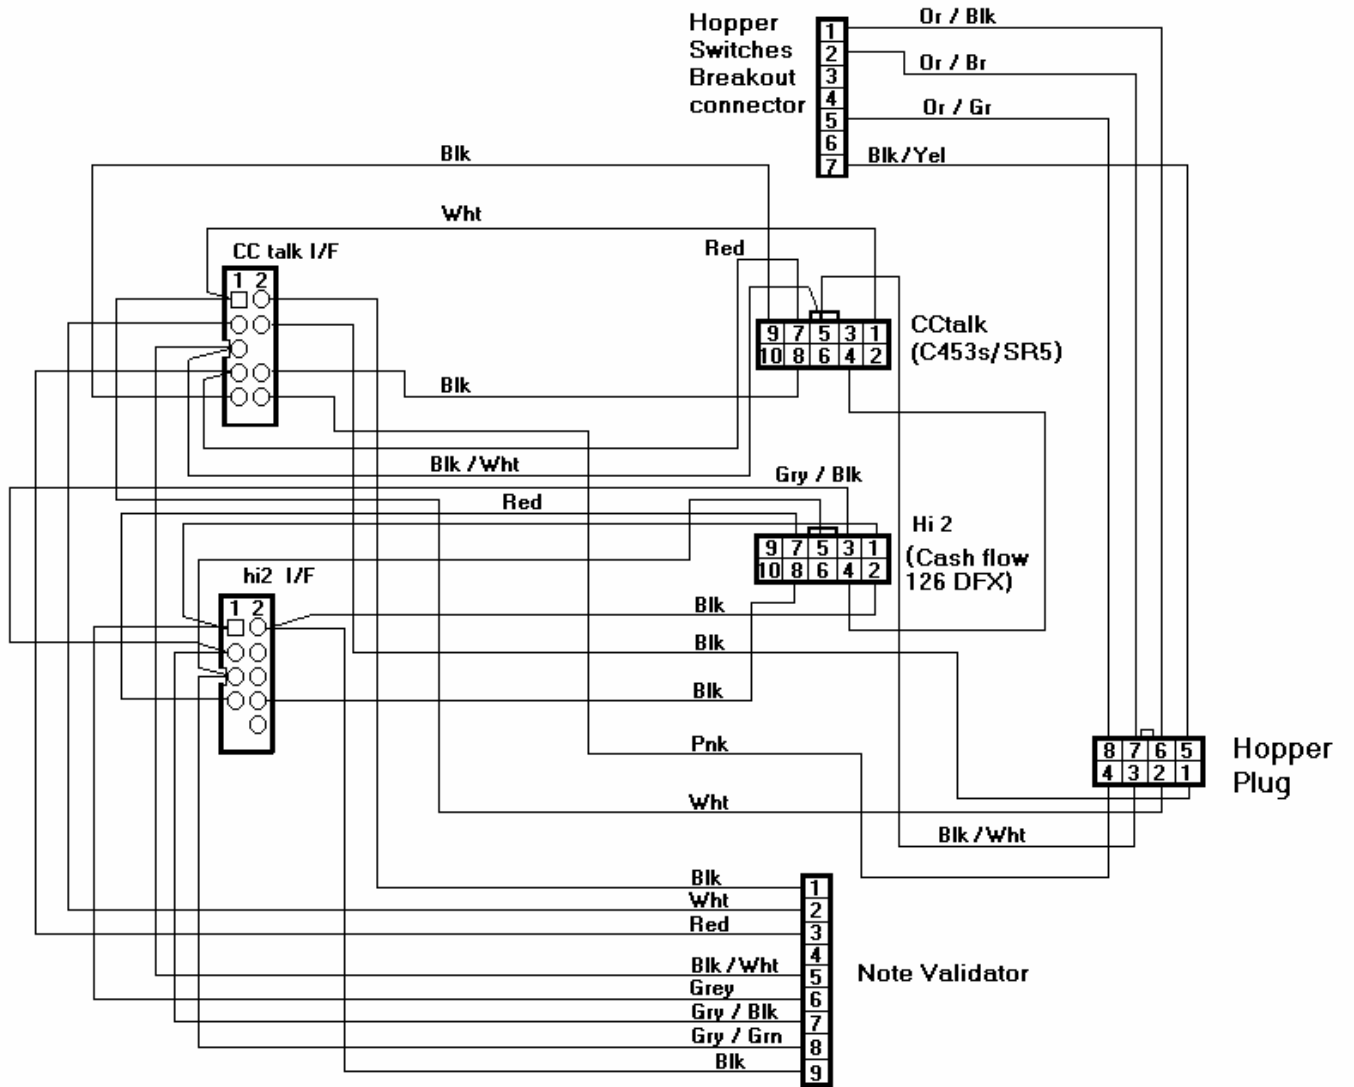 Hopper
Switches
Breakout
connector
1
2
3
4
5
6
7
Or / Blk
Or / Br
Or / Gr
Blk/Yel
Blk
Wht
Red
CC talk I/F
1 2
9 7 5 3 1
10 8 6 4 2
CCtalk
(C453s/SR5)
Blk
Blk/Wht
Gry / Blk
Red
9 7 5 3 1
10 8 6 4 2
Hi 2
(Cash flow
126 DFX)
hi2 I/F
1 2
Blk
Blk
Blk
Pnk
Wht
8 7 6 5
4 3 2 1
Hopper
Plug
Blk/Wht
Blk
Wht
Red
Blk/Wht
Grey
Gry / Blk
Gry / Grn
Blk
1
2
3
4
5
6
7
8
9
Note Validator